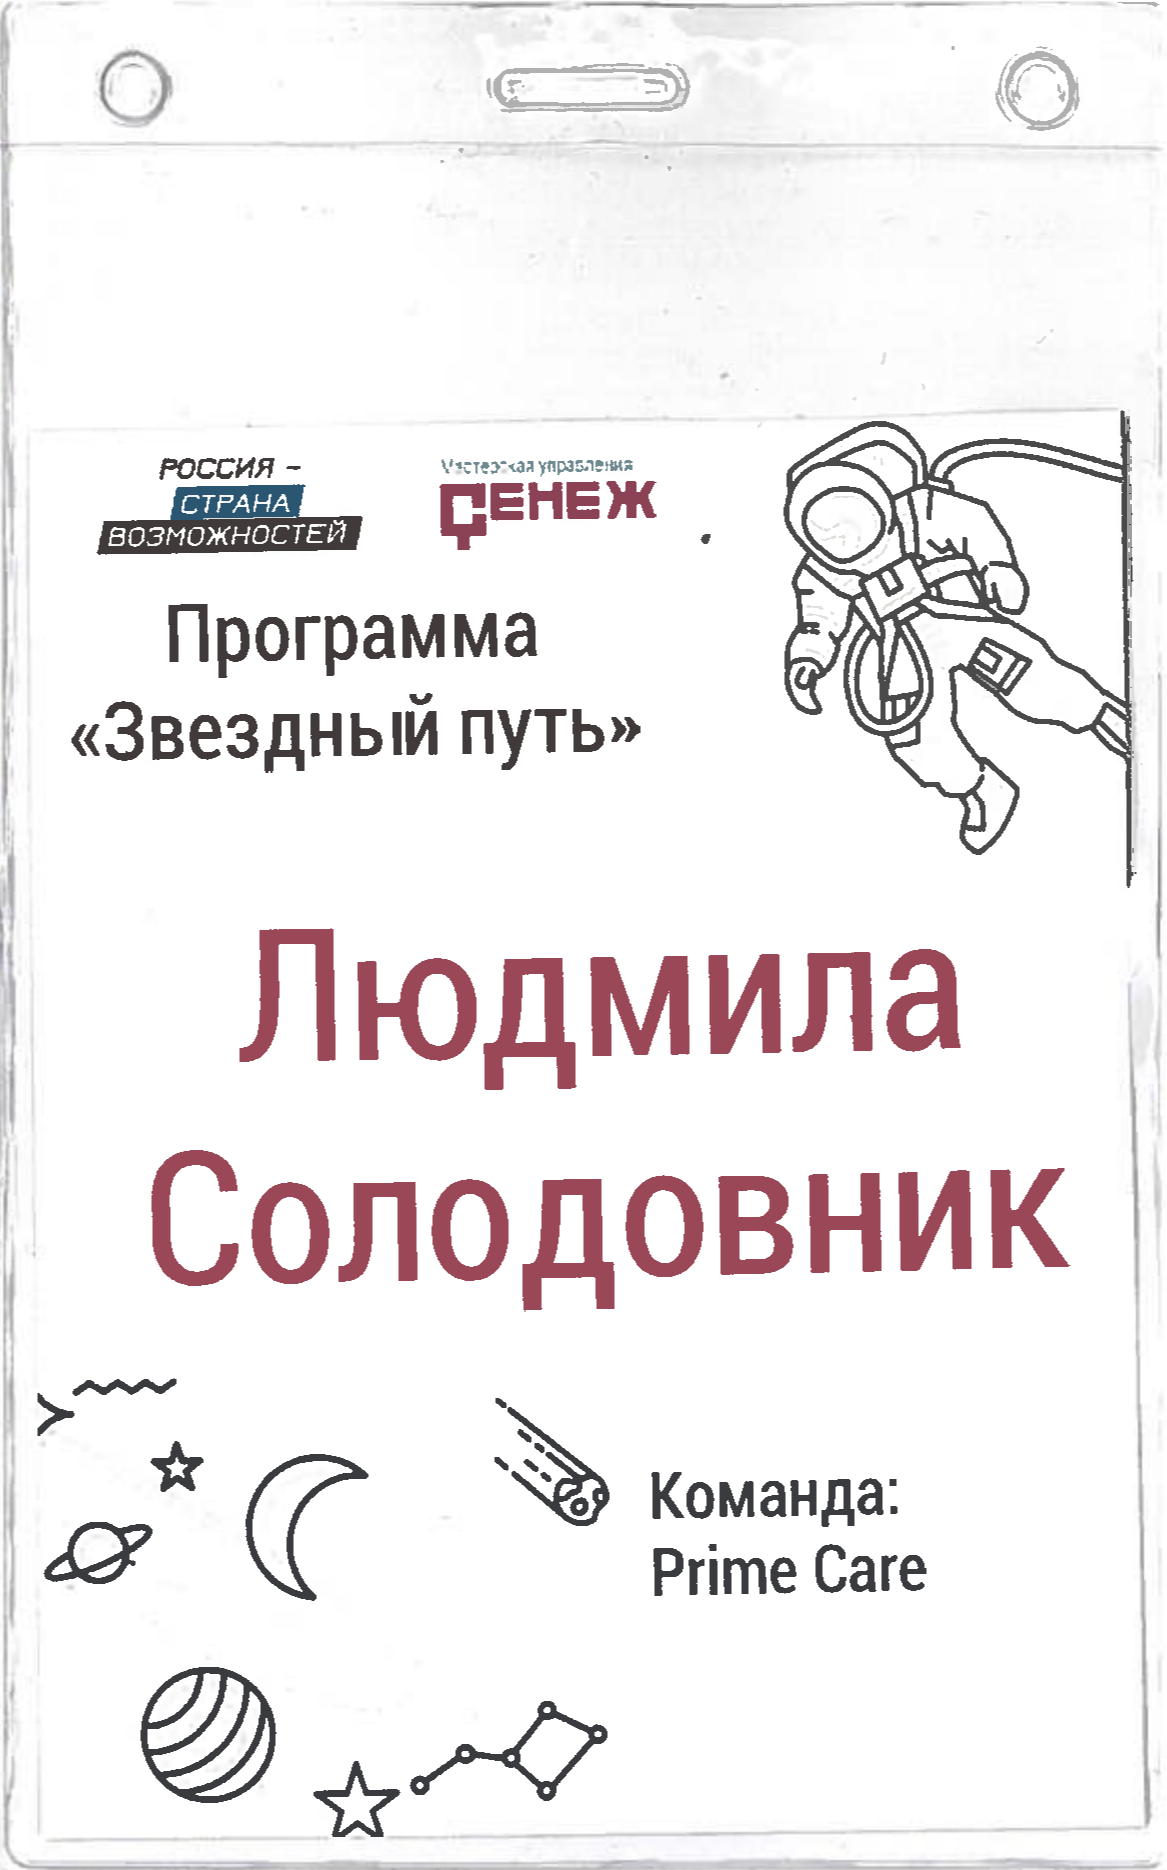 РОССИЯ –
СТРАНА
ВОЗМОЖНОСТЕЙ
Мастерская управления
СЕНЕЖ
Программа
«Звездный путь»
Людмила
Солодовник
Команда:
Prime Care